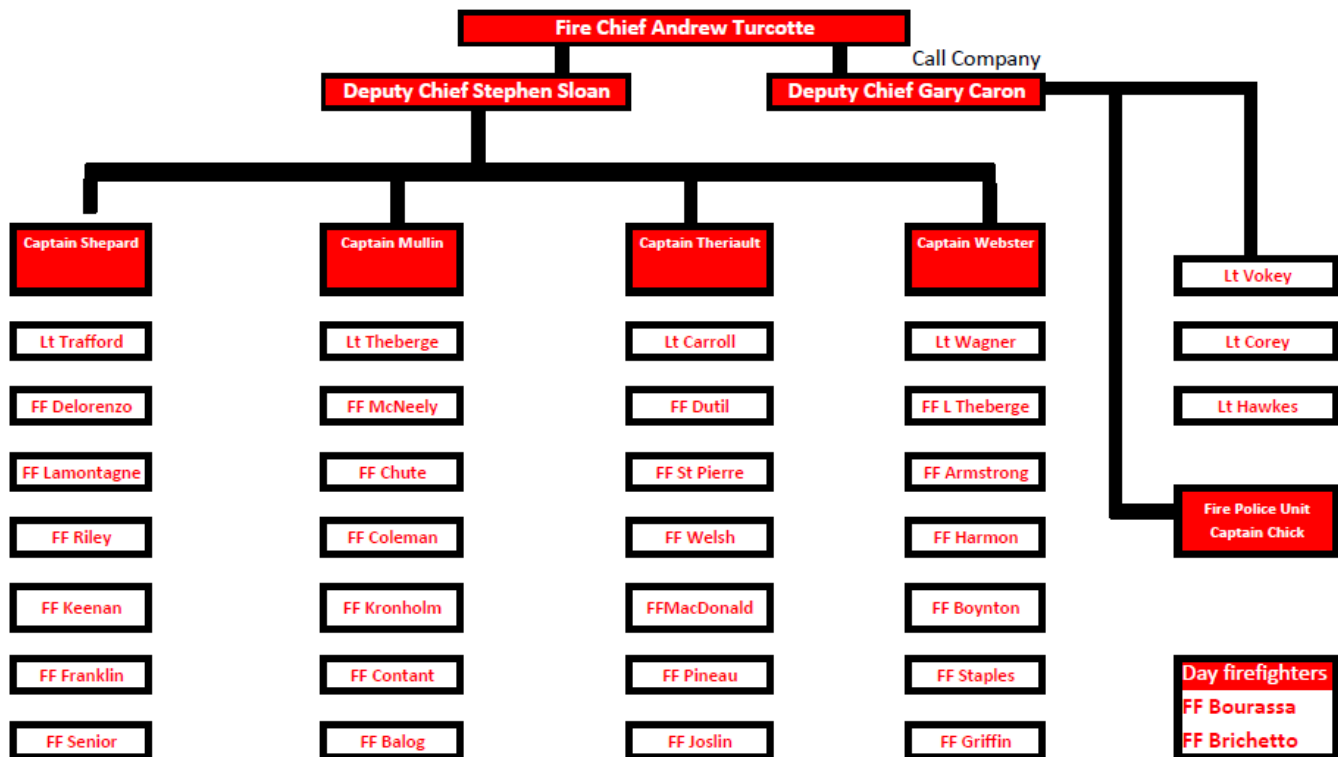 Fire Chief Andrew Turcotte
Call Company
Deputy Chief Stephen Sloan
Deputy Chief Gary Caron
Captain Shepard
Captain Mullin
Captain Theriault
Captain Webster
Lt Vokey
Lt Trafford
Lt Theberge
Lt Carroll
Lt Wagner
Lt Corey
FF Delorenzo
FF McNeely
FF Dutil
FF L Theberge
Lt Hawkes
FF Lamontagne
FF Chute
FF St Pierre
FF Armstrong
Fire Police Unit
Captain Chick
FF Riley
FF Coleman
FF Welsh
FF Harmon
FF Keenan
FF Kronholm
FFMacDonald
FF Boynton
FF Franklin
FF Contant
FF Pineau
FF Staples
Day firefighters
FF Bourassa
FF Brichetto
FF Senior
FF Balog
FF Joslin
FF Griffin